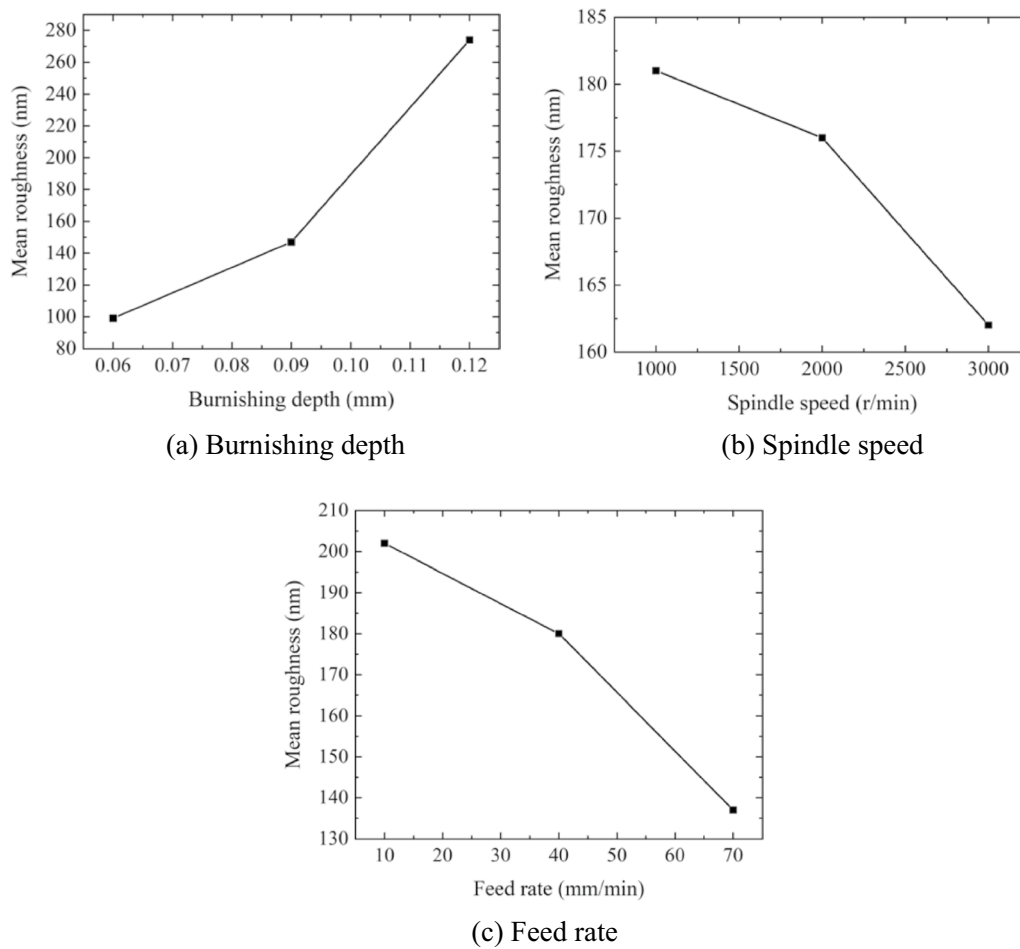 280
260
240
220
200
180
160
140
120
100
80
Mean roughness (nm)
0.06 0.07 0.08 0.09 0.10 0.11 0.12
Burnishing depth (mm)
(a) Burnishing depth
185
180
175
170
165
160
Mean roughness (nm)
1000 1500 2000 2500 3000
Spindle speed (r/min)
(b) Spindle speed
210
200
190
180
170
160
150
140
130
Mean roughness (nm)
10 20 30 40 50 60 70
Feed rate (mm/min)
(c) Feed rate